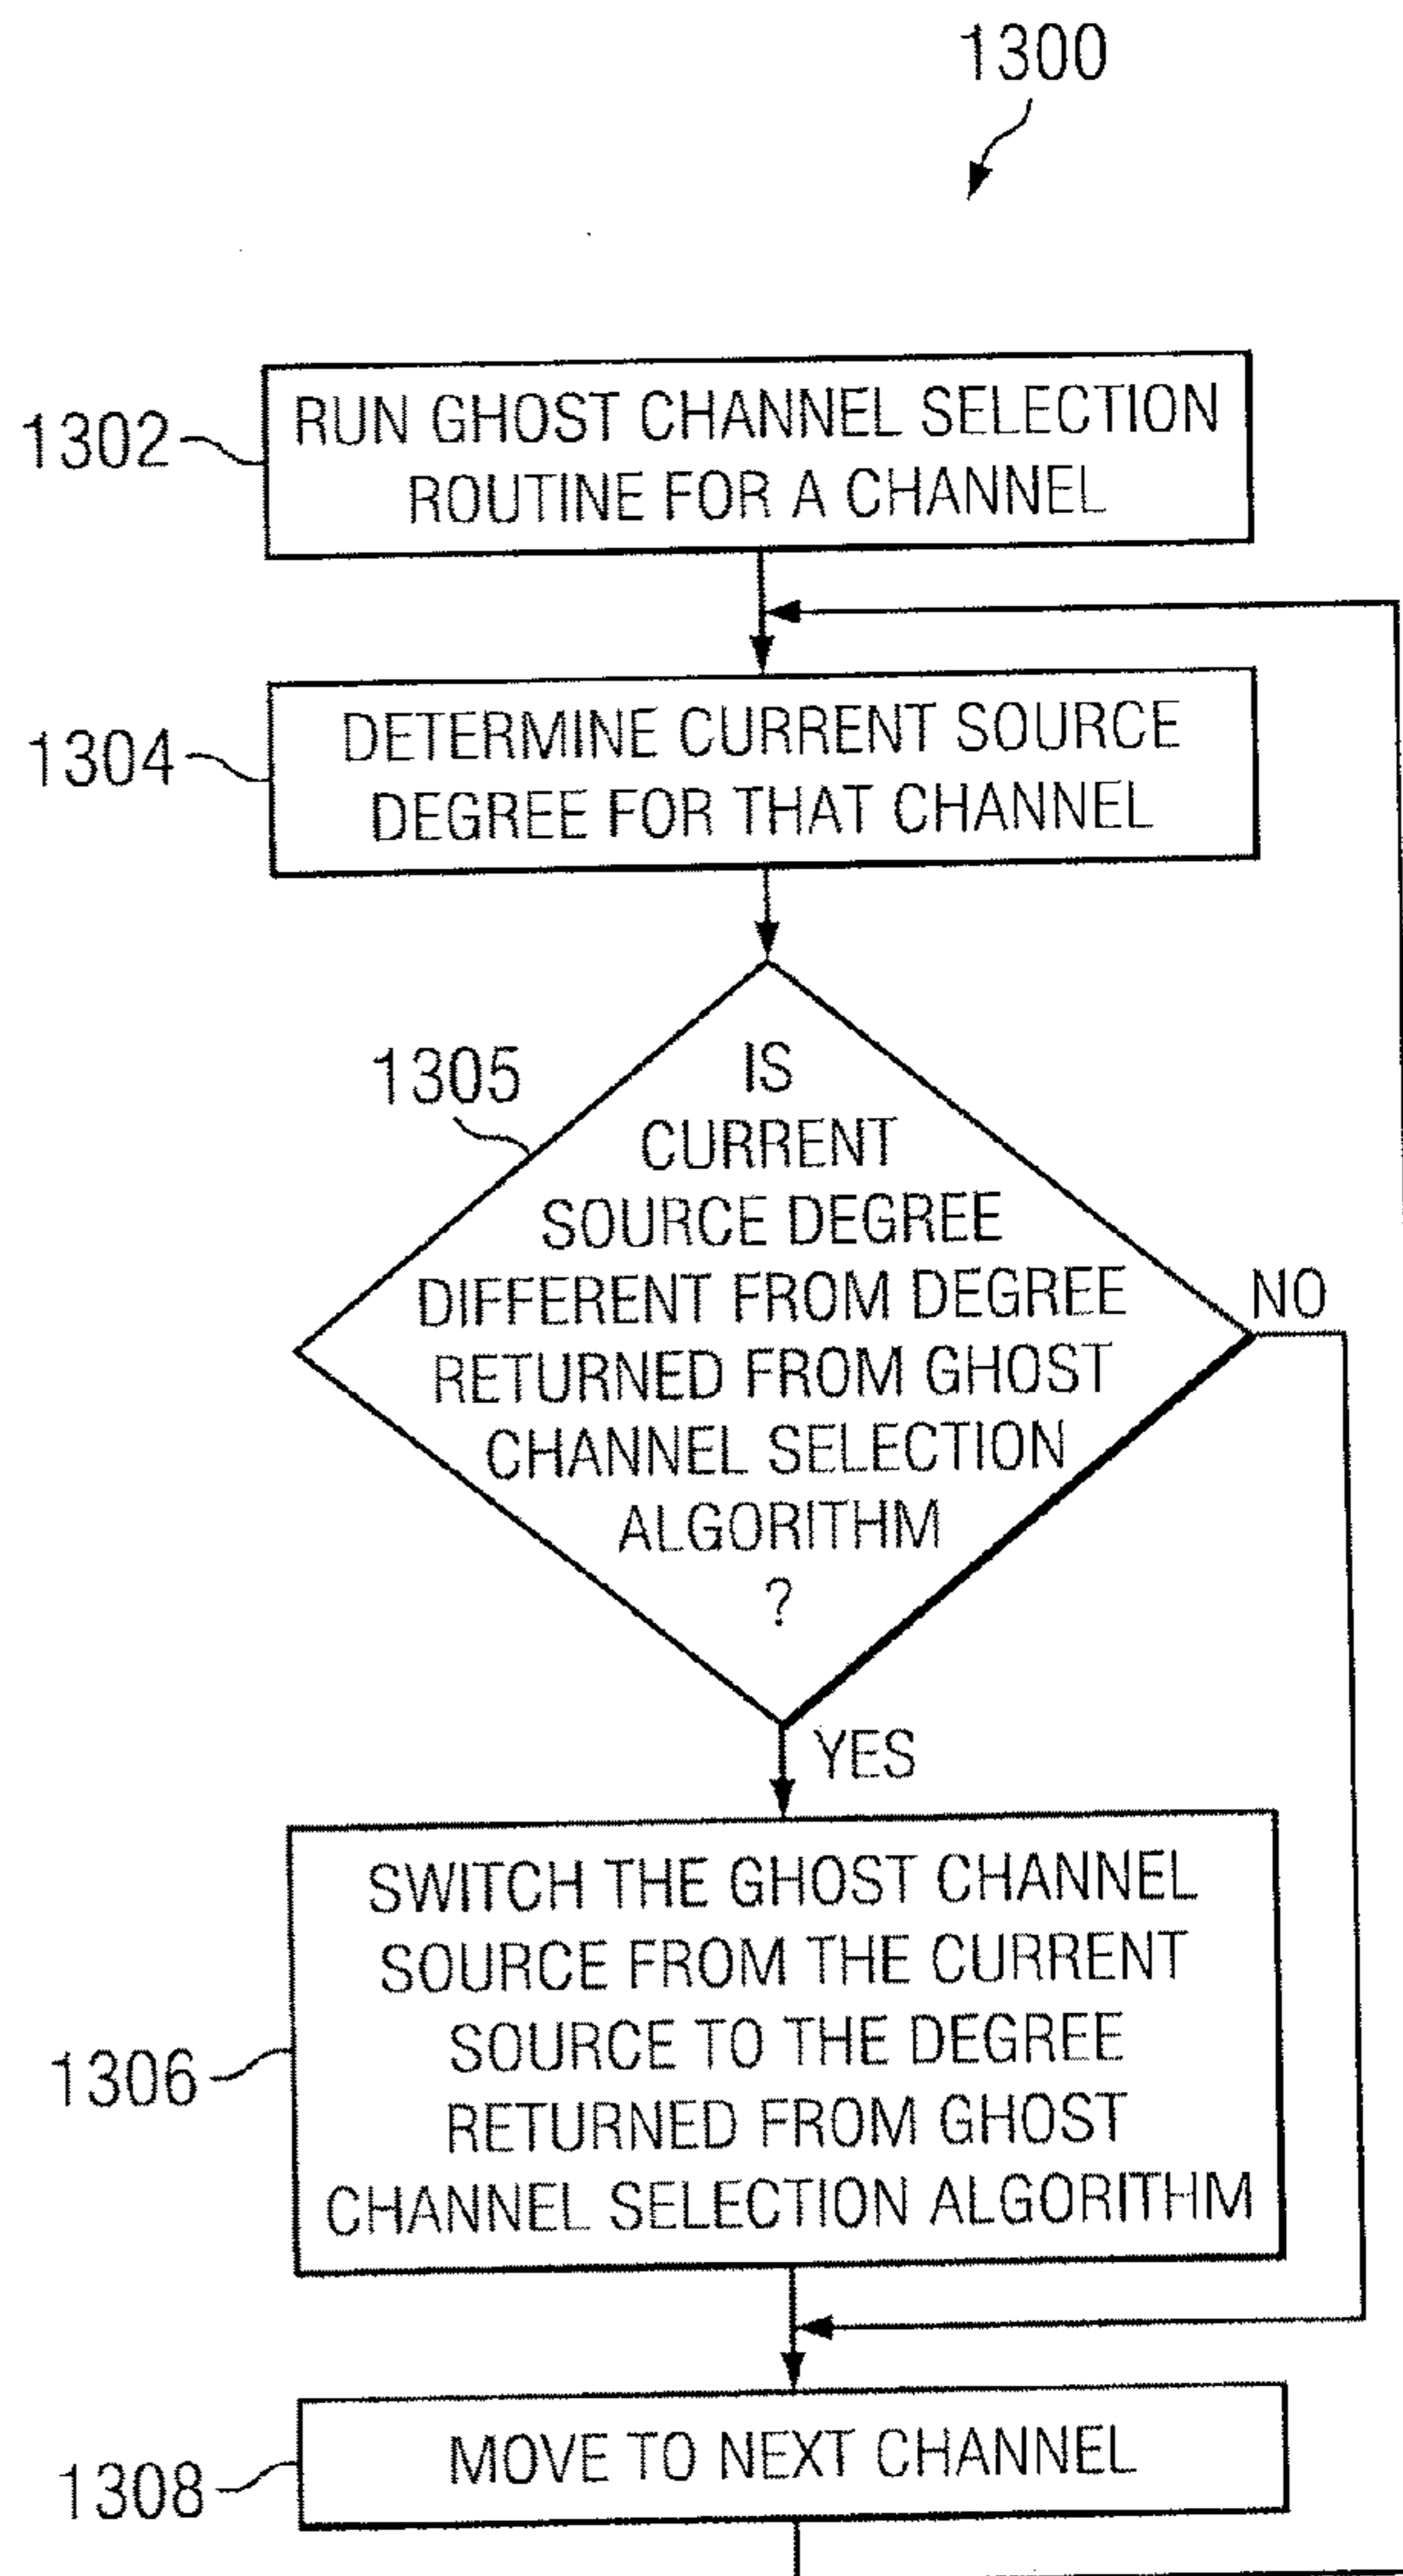 1300
1302
RUN GHOST CHANNEL SELECTION
ROUTINE FOR A CHANNEL
1304
DETERMINE CURRENT SOURCE
DEGREE FOR THAT CHANNEL
1305
IS
CURRENT
SOURCE DEGREE
DIFFERENT FROM DEGREE
RETURNED FROM GHOST
CHANNEL SELECTION
ALGORITHM
?
NO
YES
1306
SWITCH THE GHOST CHANNEL
SOURCE FROM THE CURRENT
SOURCE TO THE DEGREE
RETURNED FROM GHOST
CHANNEL SELECTION ALGORITHM
1308
MOVE TO NEXT CHANNEL